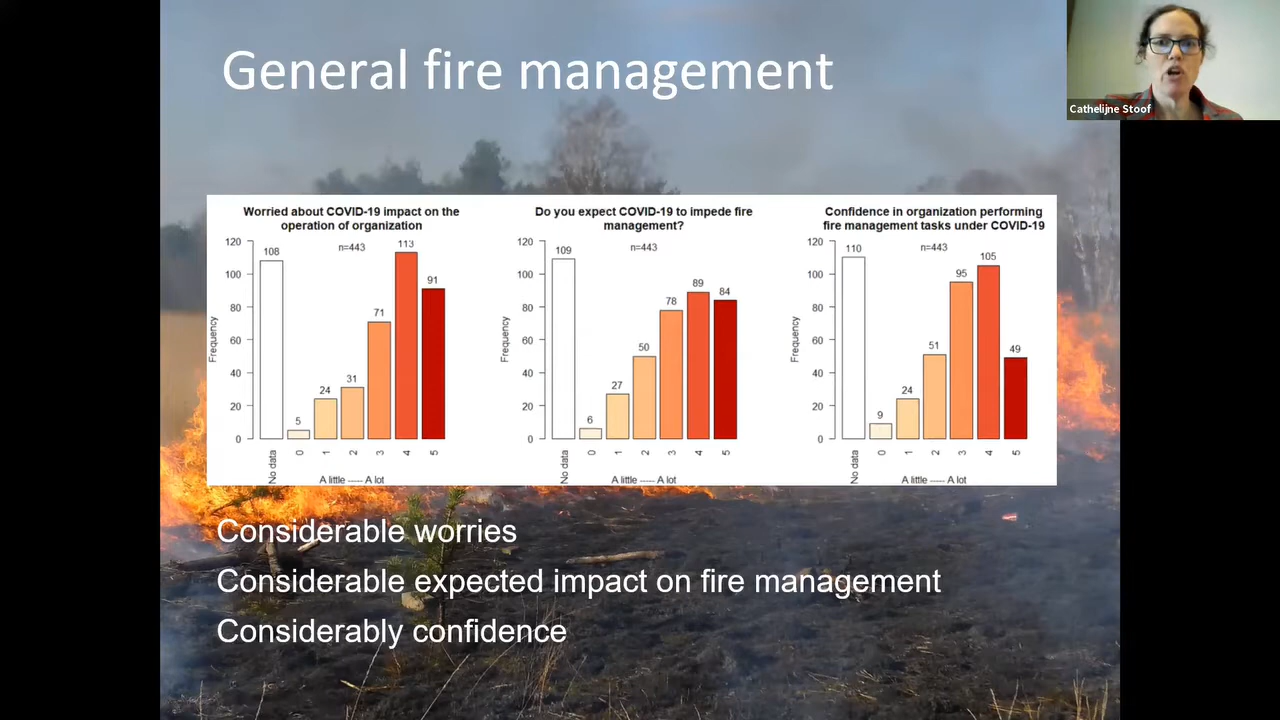 General fire management
Cathelijne Stoof
Worried about COVID-19 impact on the
operation of organization
n=443
Frequency
120
100
80
60
40
20
0
108
5
24
31
71
113
91
No data
0
1
2
3
4
5
A little ----- A lot
Do you expect COVID-19 to impede fire
management?
n=443
Frequency
120
100
80
60
40
20
0
109
6
27
50
78
89
84
No data
0
1
2
3
4
5
A little ----- A lot
Confidence in organization performing
fire management tasks under COVID-19
n=443
Frequency
120
100
80
60
40
20
0
110
9
24
51
95
105
49
No data
0
1
2
3
4
5
A little ----- A lot
Considerable worries
Considerable expected impact on fire management
Considerably confidence